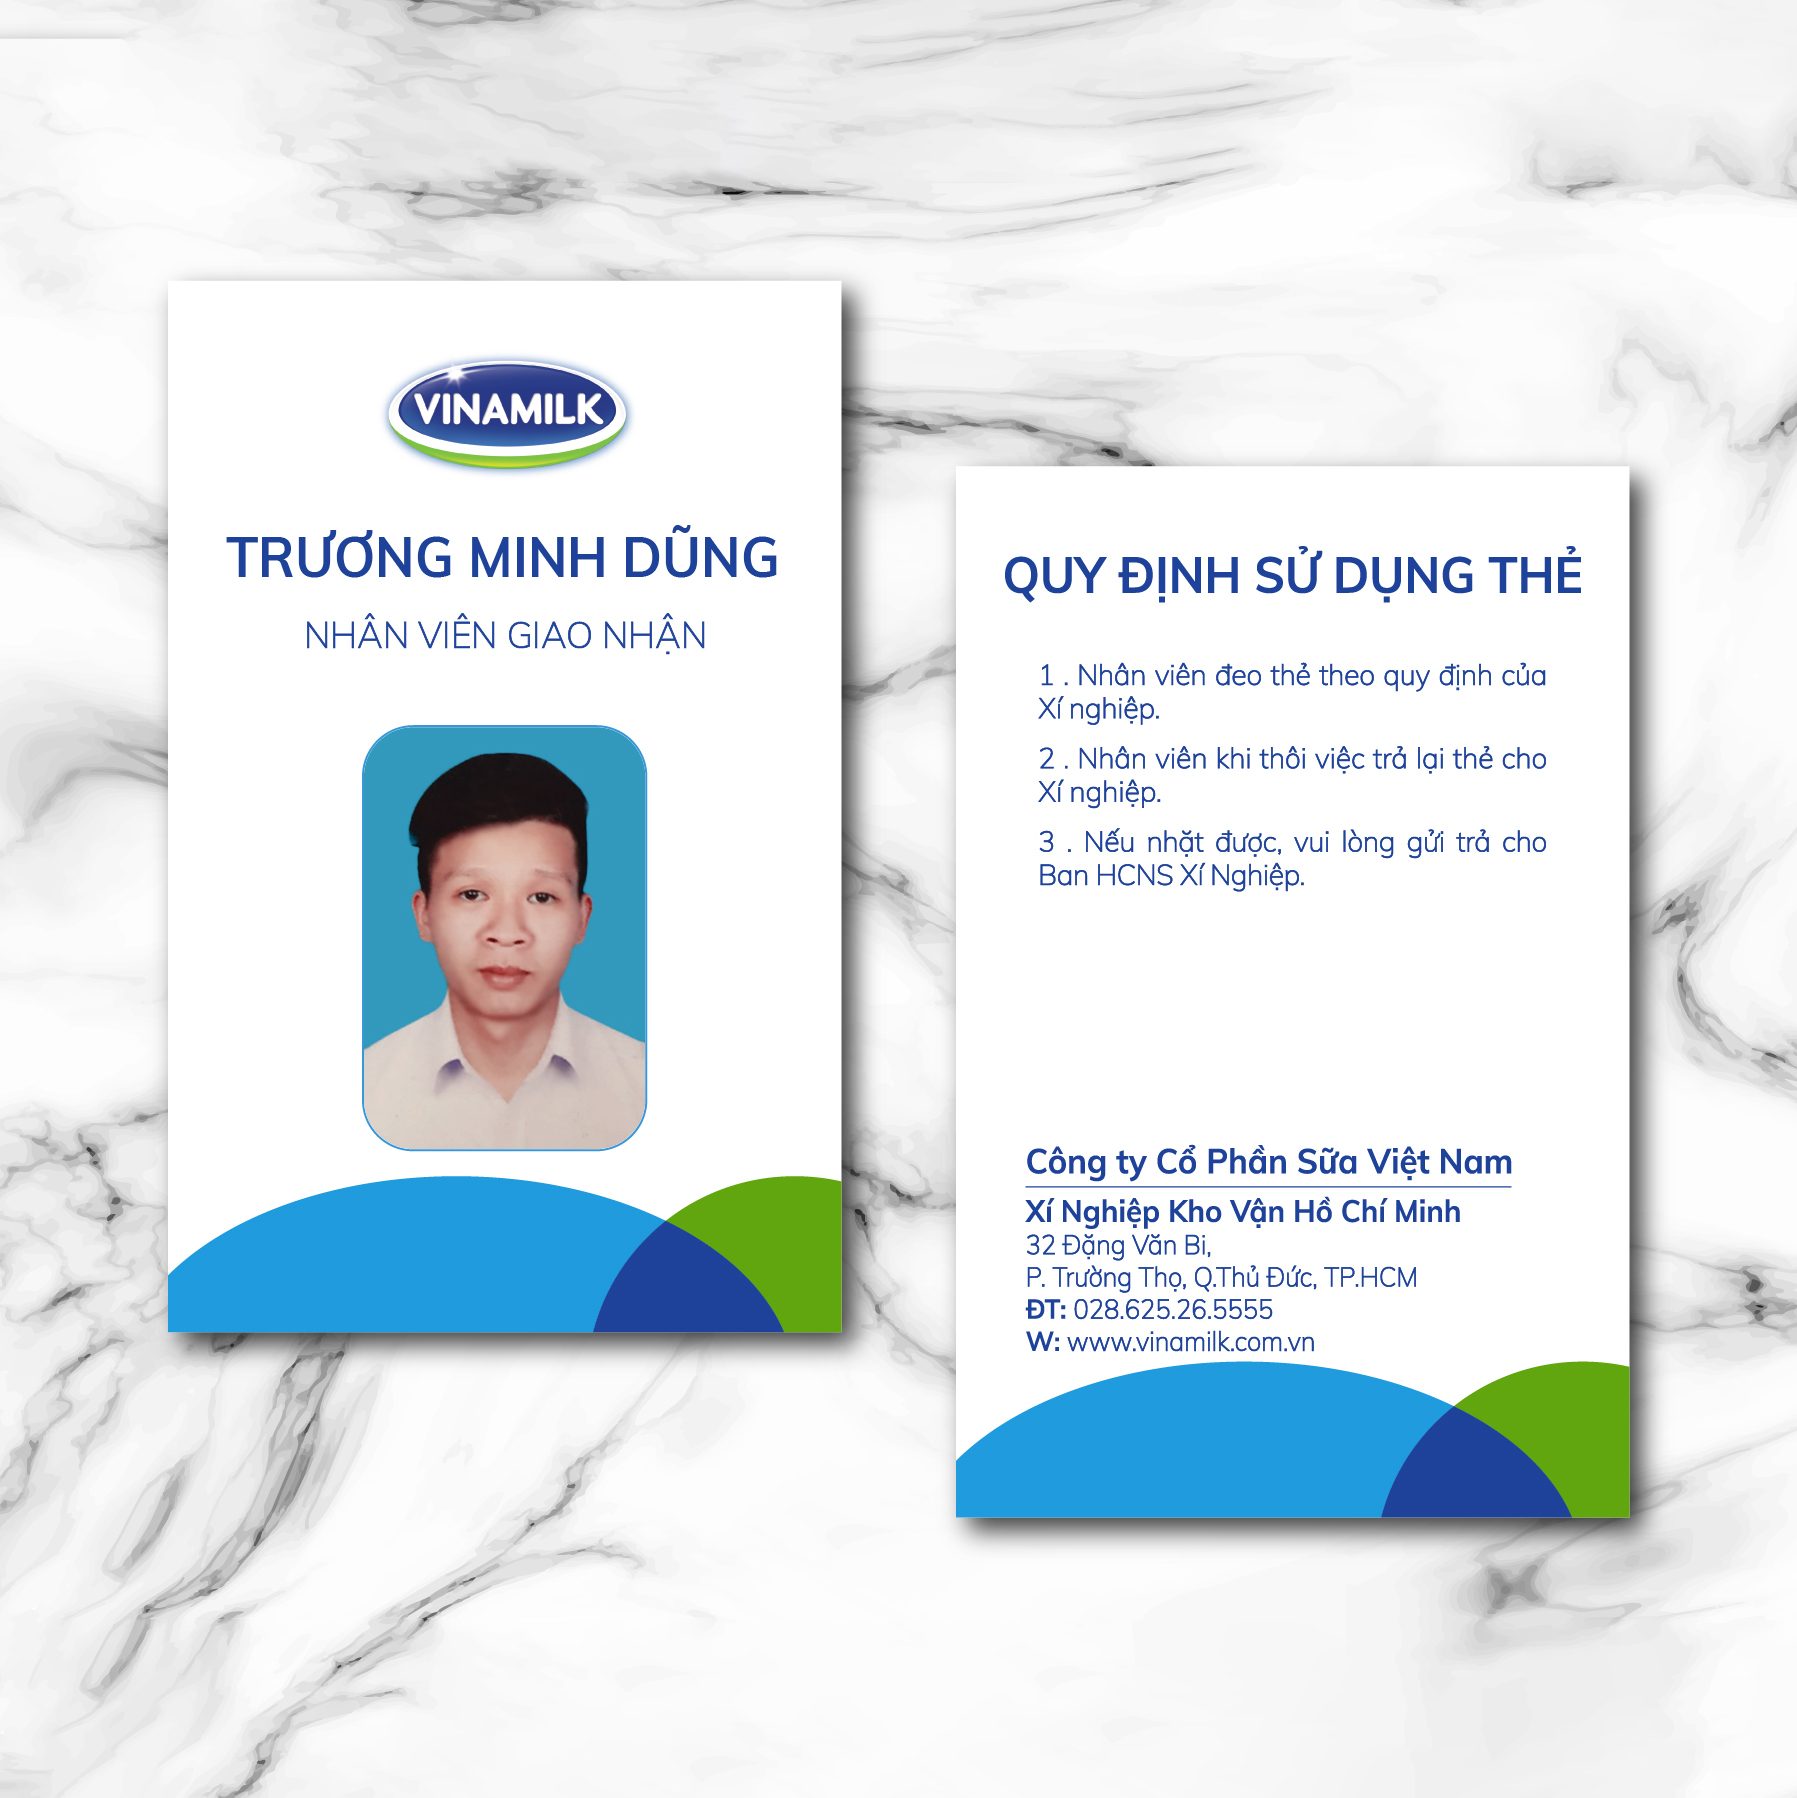 VINAMILK
TRƯƠNG MINH DŨNG
NHÂN VIÊN GIAO NHẬN
QUY ĐỊNH SỬ DỤNG THẺ
1 . Nhân viên đeo thẻ theo quy định của
Xí nghiệp.
2 . Nhân viên khi thôi việc trả lại thẻ cho
Xí nghiệp.
3 . Nếu nhặt được, vui lòng gửi trả cho
Ban HCNS Xí Nghiệp.
Công ty Cổ Phần Sữa Việt Nam
Xí Nghiệp Kho Vận Hồ Chí Minh
32 Đặng Văn Bi,
P. Trường Thọ, Q.Thủ Đức, TP.HCM
ĐT: 028.625.26.5555
W: www.vinamilk.com.vn